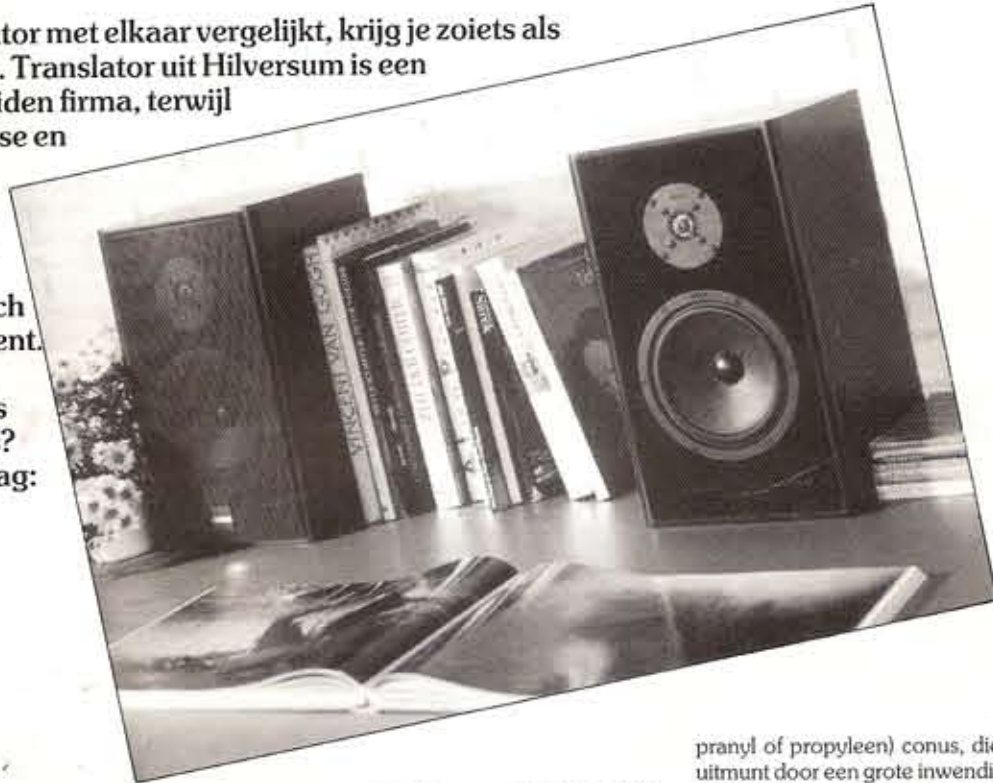 tor met elkaar vergelijkt, krijg je zoiets als
. Translator uit Hilversum is een
iden firma, terwijl
se en
ch
ent.
s
?
ag:
VINCENT VAN GOGH
pranyl of propyleen) conus, die
uitmunt door een grote inwendi